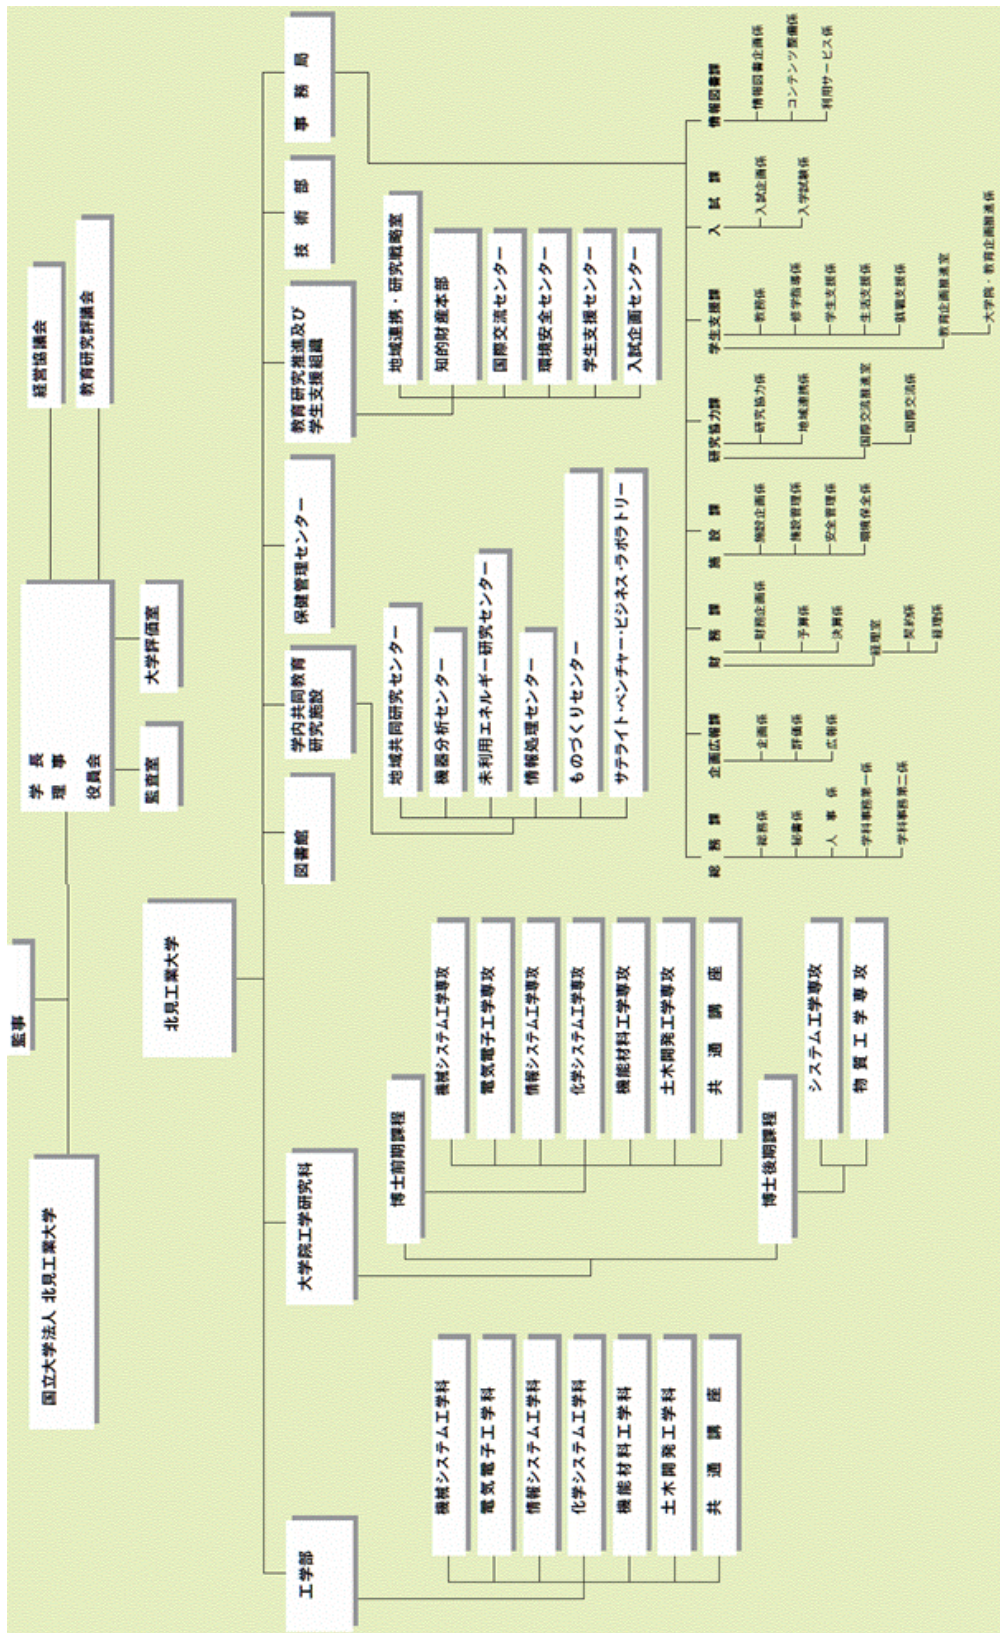 国立大学法人 北見工業大学
監事
学長
理事
役員会
経営協議会
教育研究評議会
監査室
大学評価室
北見工業大学
工学部
機械システム工学科
電気電子工学科
情報システム工学科
化学システム工学科
機能材料工学科
土木開発工学科
共通講座
大学院工学研究科
博士前期課程
機械システム工学専攻
電気電子工学専攻
情報システム工学専攻
化学システム工学専攻
機能材料工学専攻
土木開発工学専攻
共通講座
博士後期課程
システム工学専攻
物質工学専攻
図書館
学内共同教育
研究施設
地域共同研究センター
機器分析センター
未利用エネルギー研究センター
情報処理センター
ものづくりセンター
サテライト・ベンチャー・ビジネス・ラボラトリー
保健管理センター
教育研究推進及び
学生支援組織
地域連携・研究戦略室
知的財産本部
国際交流センター
環境安全センター
学生支援センター
入試企画センター
技術部
事務局
総務課
総務係
秘書係
人事係
学科事務第一係
学科事務第二係
企画広報課
企画係
評価係
広報係
財務課
財務企画係
予算係
決算係
経理室
契約係
経理係
施設課
施設企画係
施設管理係
安全管理係
環境保全係
研究協力課
研究協力係
地域連携係
国際交流推進室
国際交流係
学生支援課
教務係
修学指導係
学生支援係
生活支援係
就職支援係
教育企画推進室
大学院・教育企画推進係
入試課
入試企画係
入学試験係
情報図書課
情報図書企画係
コンテンツ整備係
利用サービス係